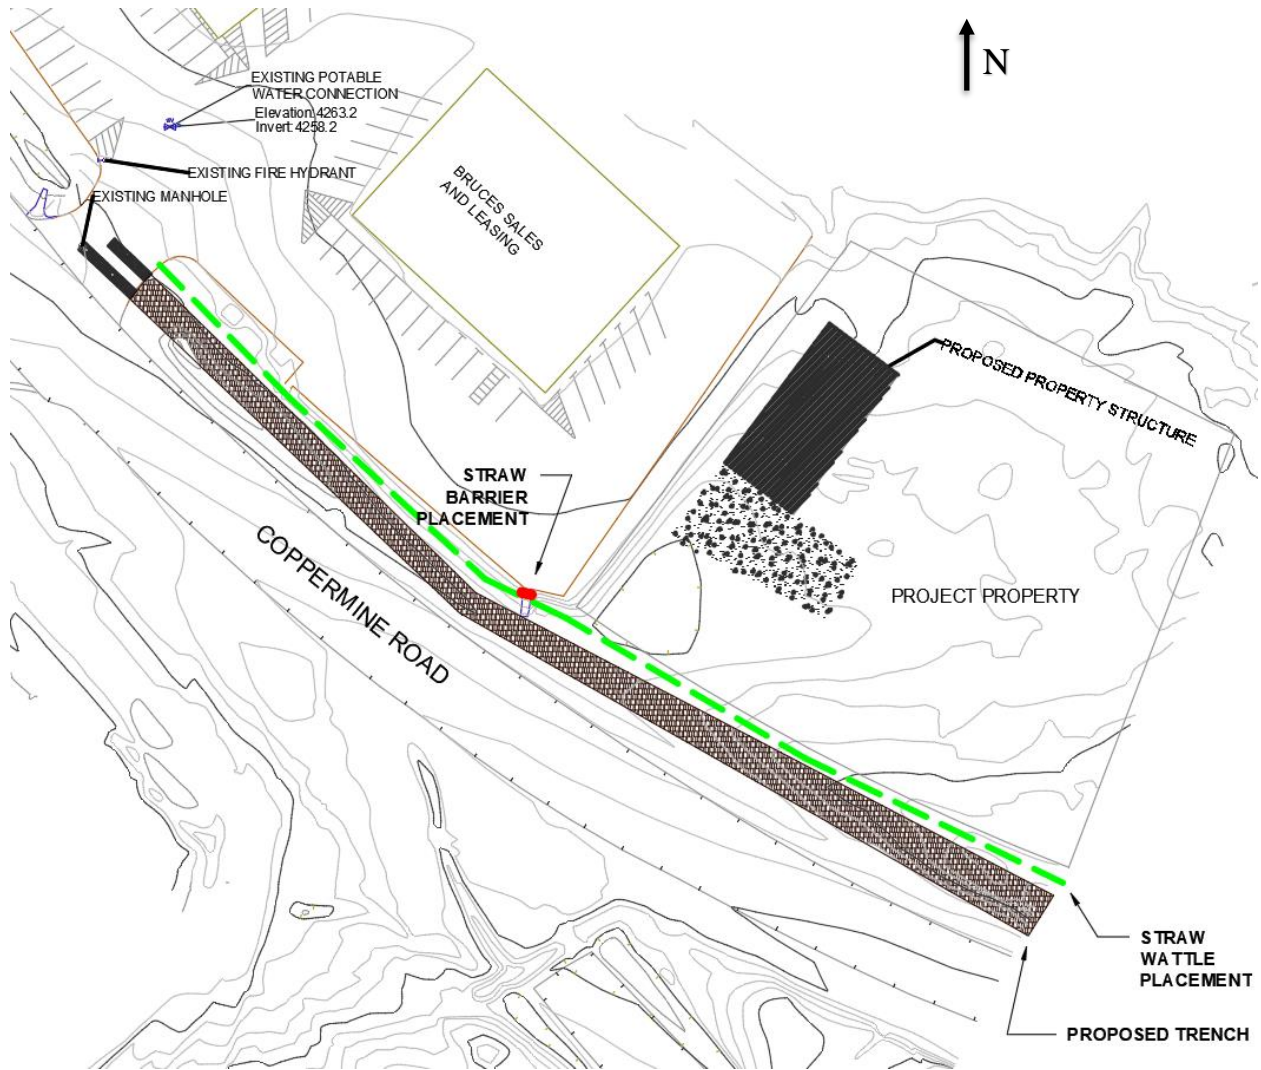 N
EXISTING POTABLE
WATER CONNECTION
Elevation:4263.2
Invert:4258.2
EXISTING FIRE HYDRANT
EXISTING MANHOLE
BRUCES SALES
AND LEASING
PROPOSED PROPERTY STRUCTURE
STRAW
BARRIER
PLACEMENT
COPPERMINE ROAD
PROJECT PROPERTY
STRAW
WATTLE
PLACEMENT
PROPOSED TRENCH